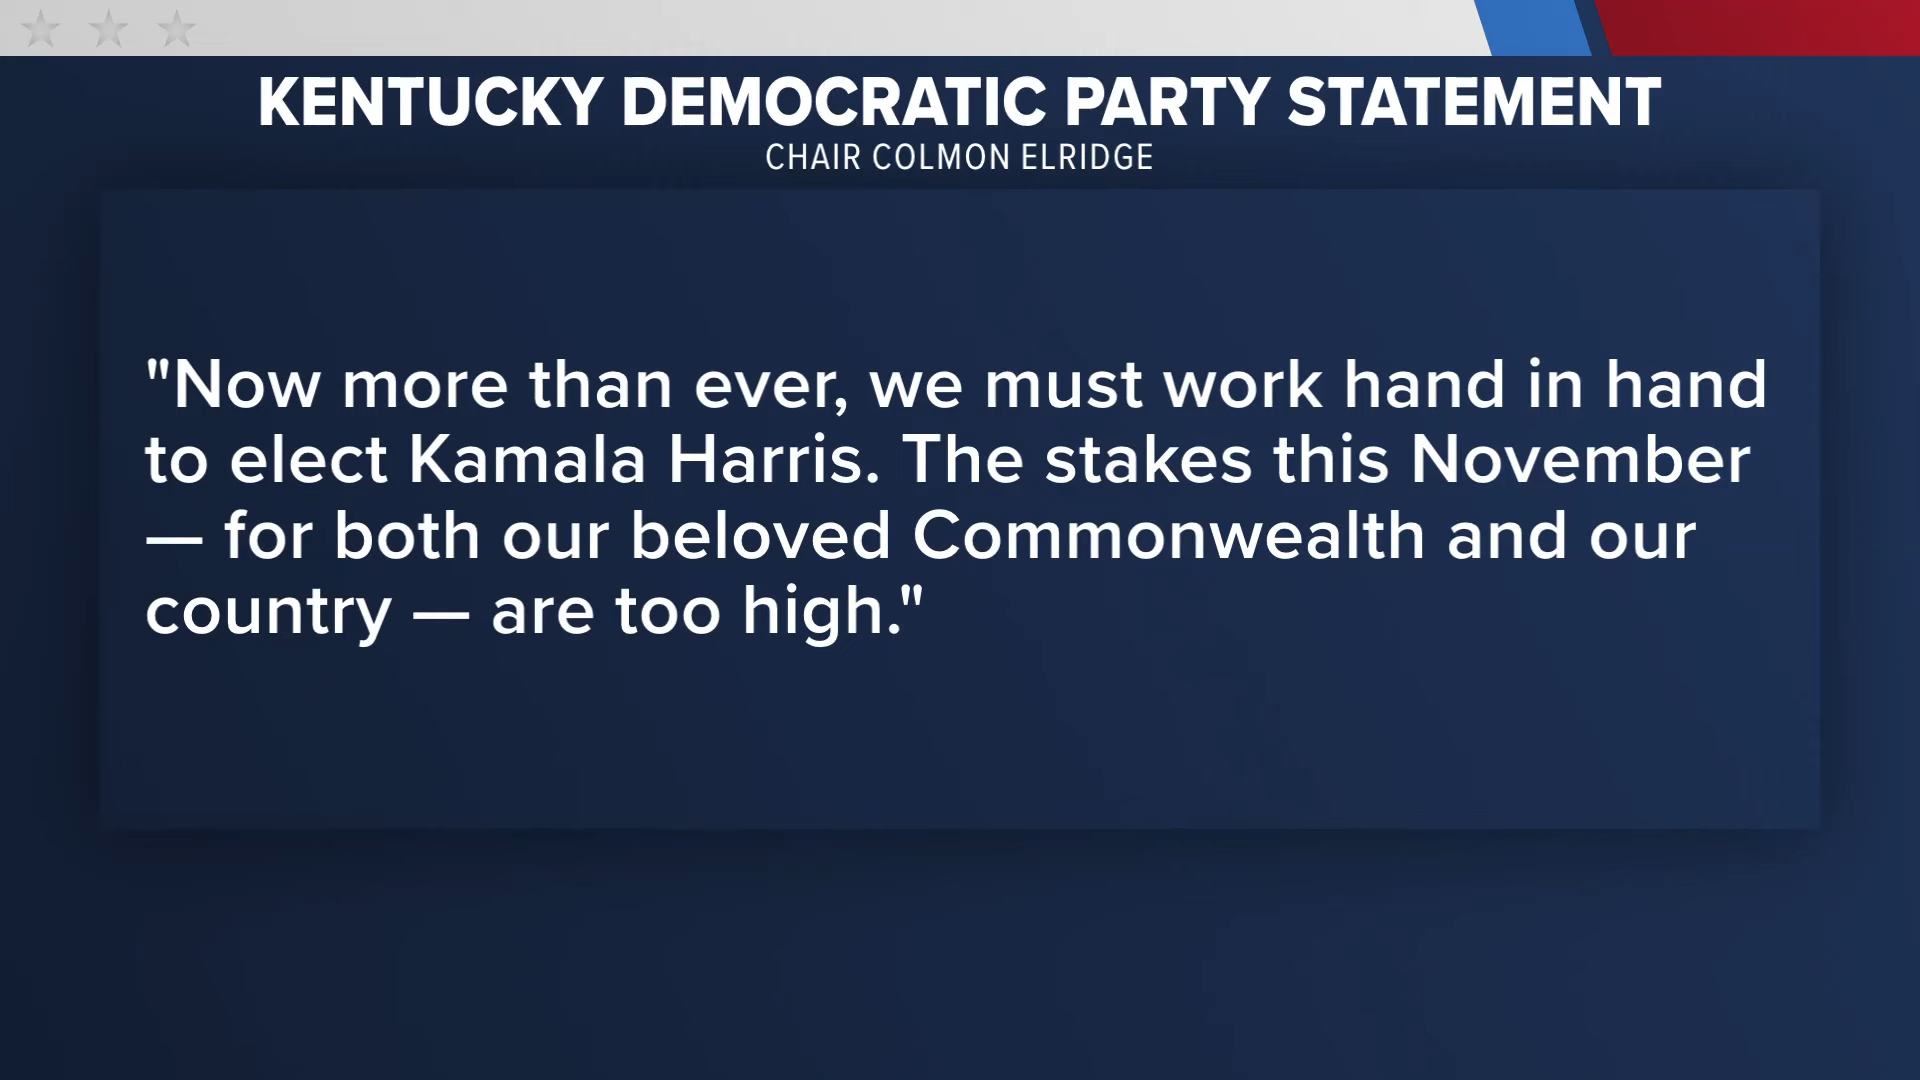 KENTUCKY DEMOCRATIC PARTY STATEMENT
CHAIR COLMON ELRIDGE
"Now more than ever, we must work hand in hand
to elect Kamala Harris. The stakes this November
— for both our beloved Commonwealth and our
country — are too high."